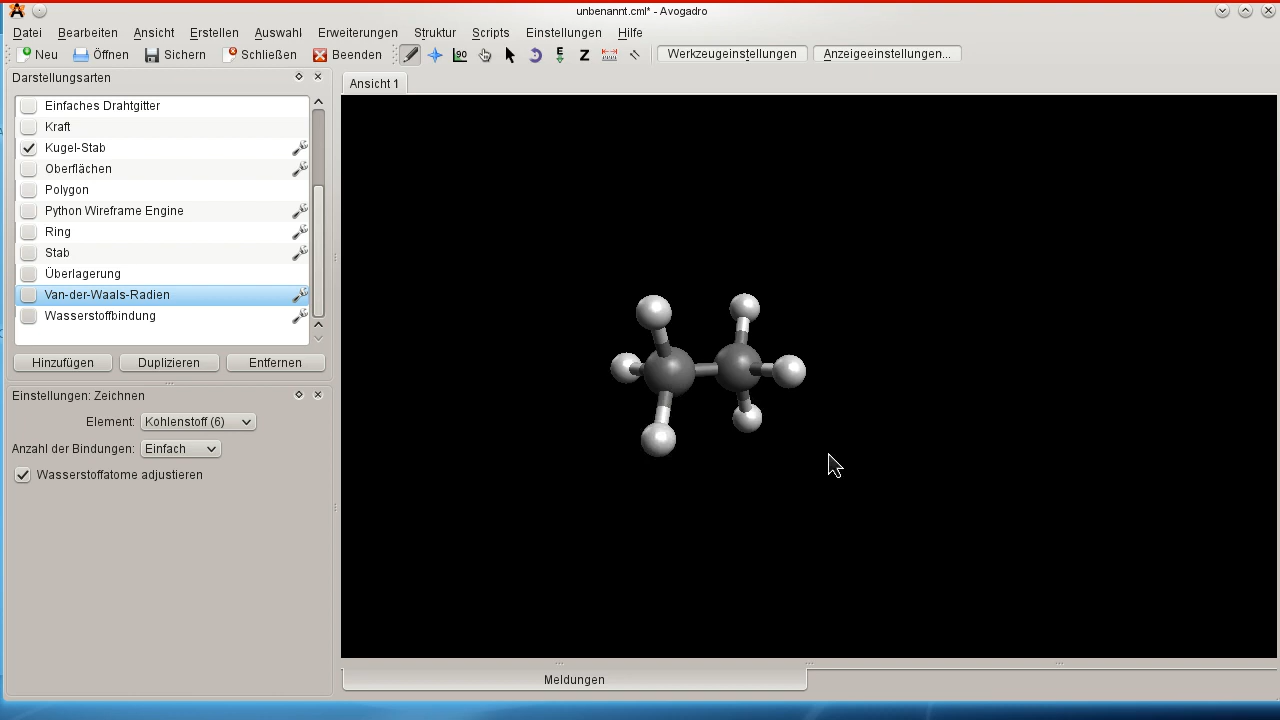 unbenannt.cml* - Avogadro
Datei Bearbeiten Ansicht Erstellen Auswahl Erweiterungen Struktur Scripts Einstellungen Hilfe
Neu Öffnen Sichern Schließen Beenden 90 E Z Werkzeugeinstellungen Anzeigeeinstellungen...
Darstellungsarten
Ansicht 1
Einfaches Drahtgitter
Kraft
Kugel-Stab
Oberflächen
Polygon
Python Wireframe Engine
Ring
Stab
Überlagerung
Van-der-Waals-Radien
Wasserstoffbindung
Hinzufügen Duplizieren Entfernen
Einstellungen: Zeichnen
Element: Kohlenstoff (6)
Anzahl der Bindungen: Einfach
Wasserstoffatome adjustieren
Meldungen